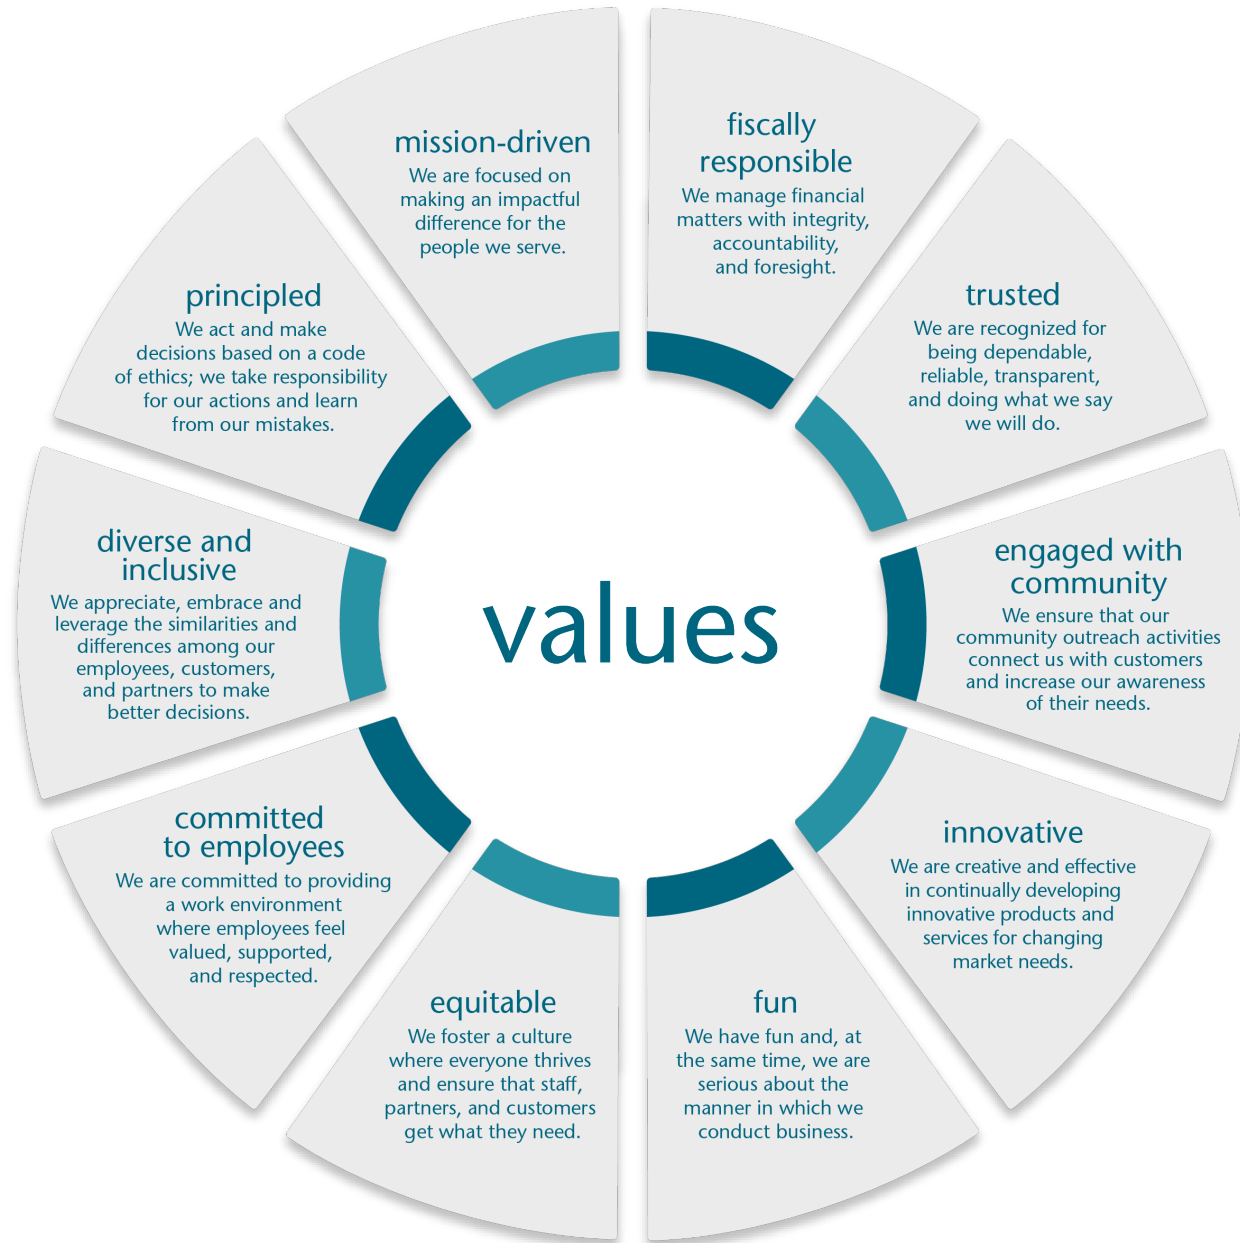 mission-driven
We are focused on
making an impactful
difference for the
people we serve.
fiscally
responsible
We manage financial
matters with integrity,
accountability,
and foresight.
trusted
We are recognized for
being dependable,
reliable, transparent,
and doing what we say
we will do.
engaged with
community
We ensure that our
community outreach activities
connect us with customers
and increase our awareness
of their needs.
innovative
We are creative and effective
in continually developing
innovative products and
services for changing
market needs.
fun
We have fun and, at
the same time, we are
serious about the
manner in which we
conduct business.
equitable
We foster a culture
where everyone thrives
and ensure that staff,
partners, and customers
get what they need.
committed
to employees
We are committed to providing
a work environment
where employees feel
valued, supported,
and respected.
diverse and
inclusive
We appreciate, embrace and
leverage the similarities and
differences among our
employees, customers,
and partners to make
better decisions.
principled
We act and make
decisions based on a code
of ethics; we take responsibility
for our actions and learn
from our mistakes.
values